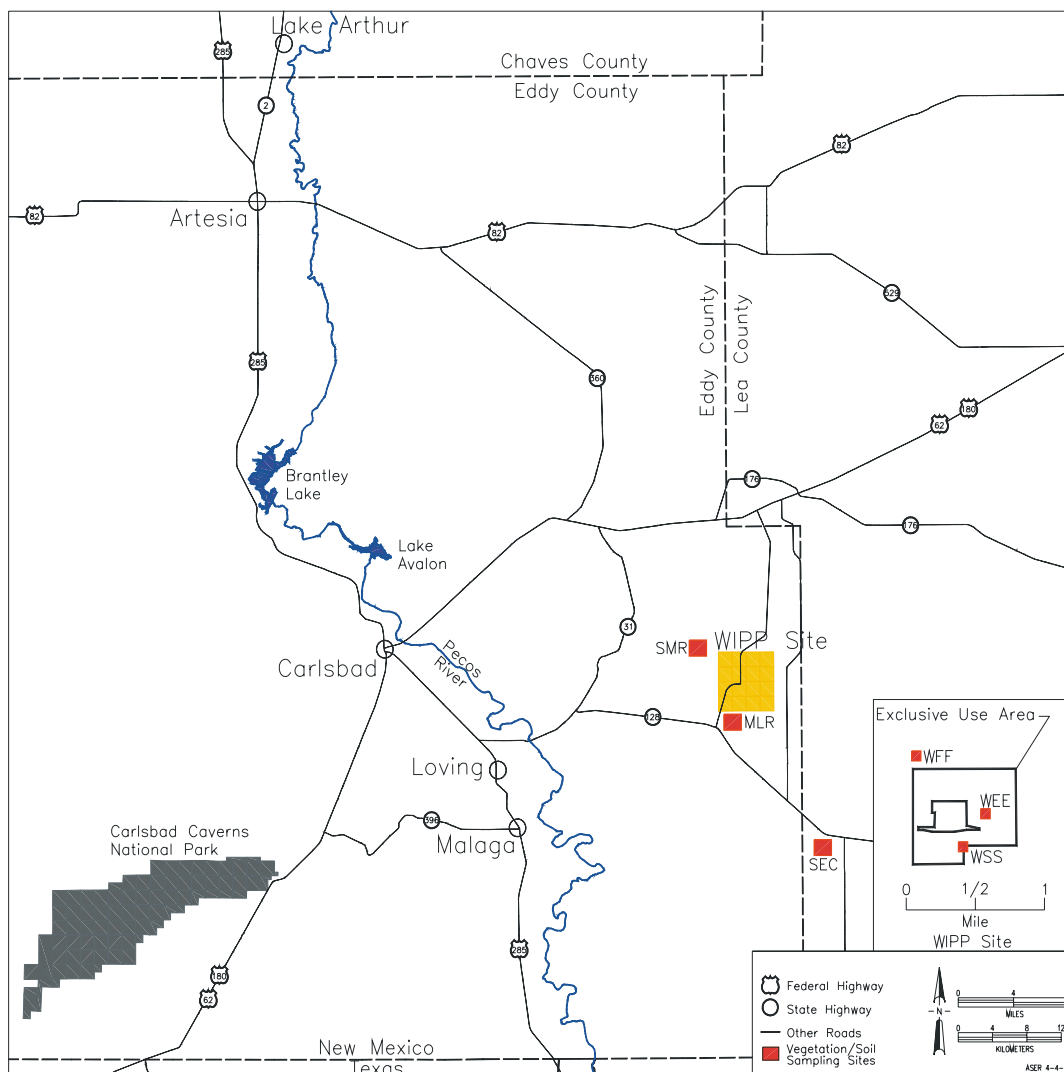 Lake Arthur
285
Chaves County
Eddy County
2
82
Artesia
82
82
529
Eddy County
Lea County
285
360
180
62
Brantley
Lake
176
176
Lake
Avalon
31
SMR
WIPP Site
Pecos
River
Carlsbad
128
MLR
Exclusive Use Area
WFF
Loving
WEE
396
Malaga
WSS
Carlsbad Caverns
National Park
SEC
0 1/2 1
Mile
WIPP Site
285
180
62
Federal Highway
State Highway
Other Roads
Vegetation/Soil
Sampling Sites
N
0 4
MILES
0 4 8 12
KILOMETERS
New Mexico
Texas
ASER 4-4-